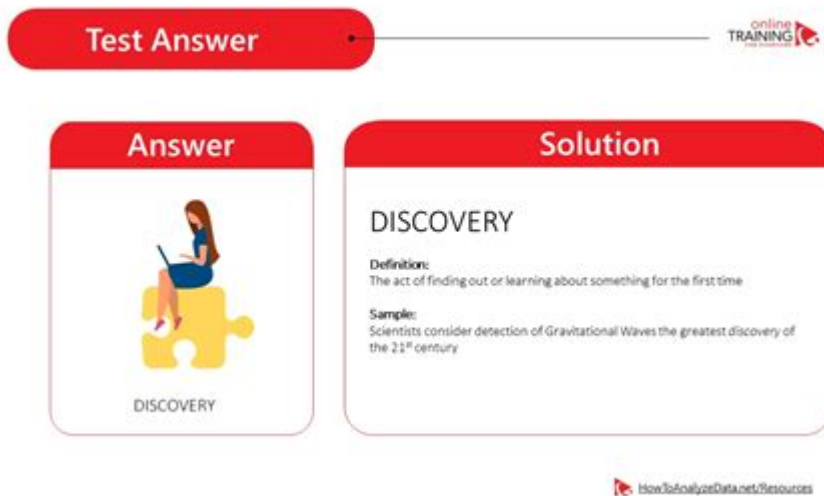 Test Answer
online
TRAINING
Answer
Solution
DISCOVERY
Definition:
The act of finding out or learning about something for the first time
Sample:
Scientists consider detection of Gravitational Waves the greatest discovery of
the 21st century
DISCOVERY
HowToAnalyzeData.net/Resources